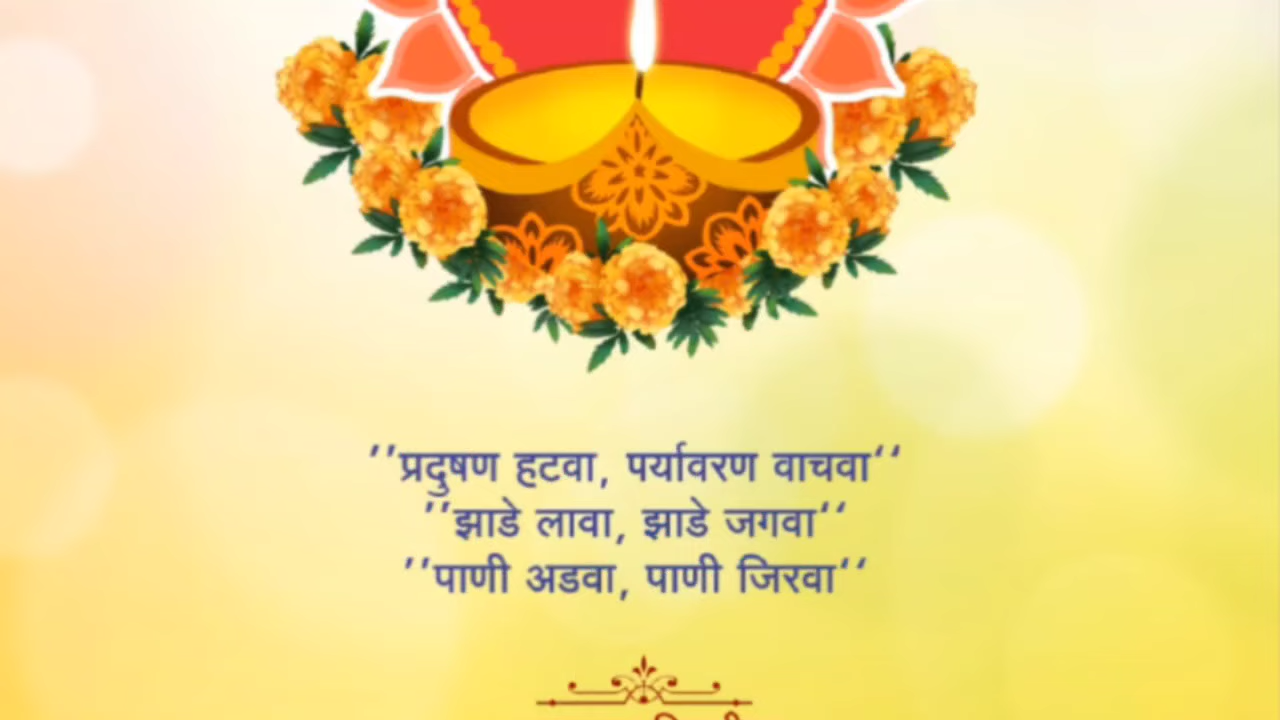 ’’प्रदुषण हटवा, पर्यावरण वाचवा‘‘
’’झाडे लावा, झाडे जगवा‘‘
’’पाणी अडवा, पाणी जिरवा‘‘